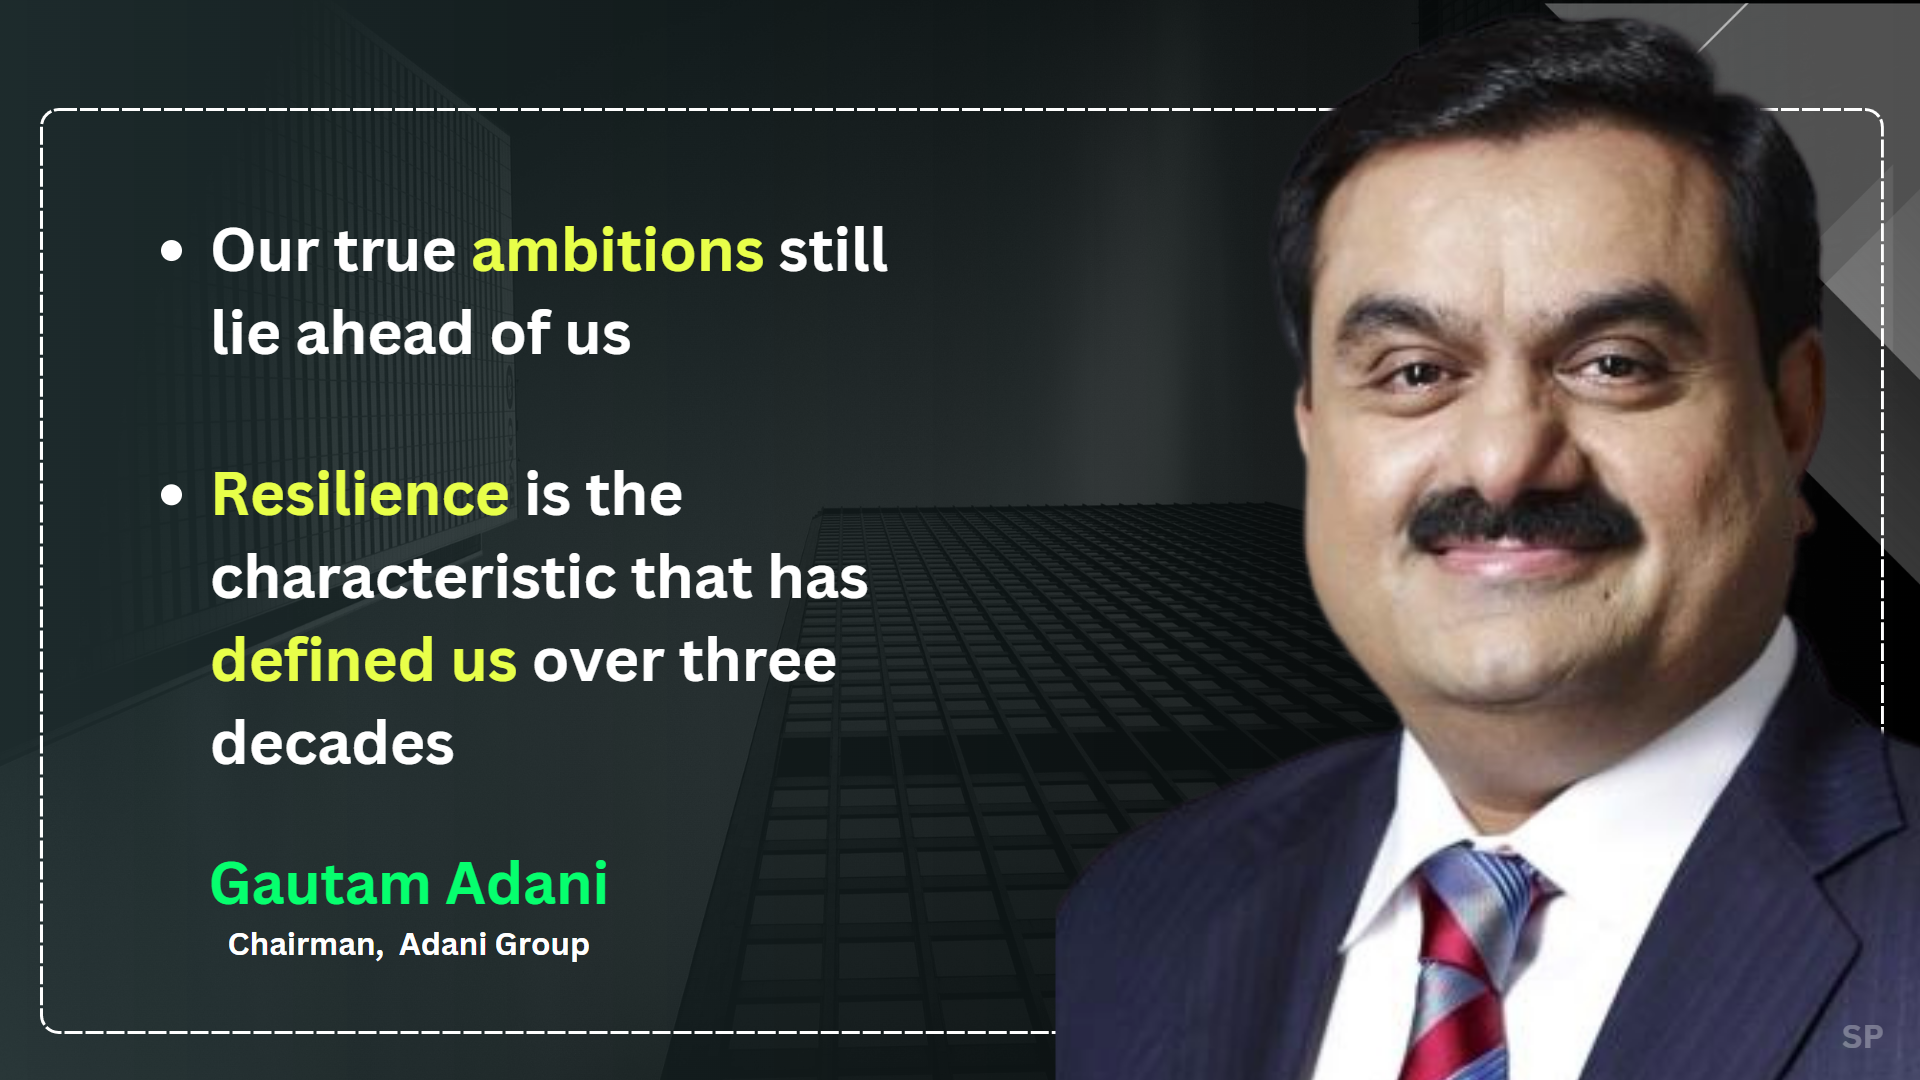 • Our true ambitions still
lie ahead of us
• Resilience is the
characteristic that has
defined us over three
decades
Gautam Adani
Chairman, Adani Group
SP